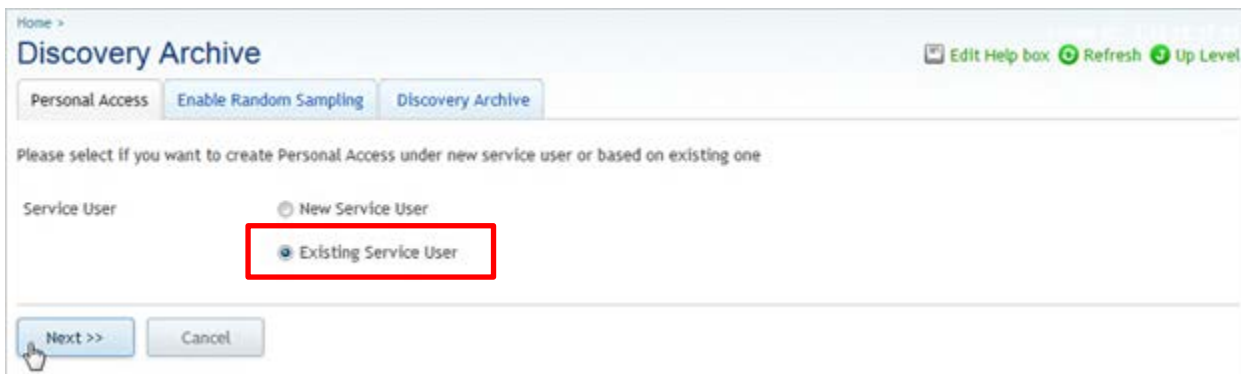 Home >
Discovery Archive
Edit Help box Refresh Up Level
Personal Access Enable Random Sampling Discovery Archive
Please select if you want to create Personal Access under new service user or based on existing one
Service User New Service User
Existing Service User
Next >> Cancel